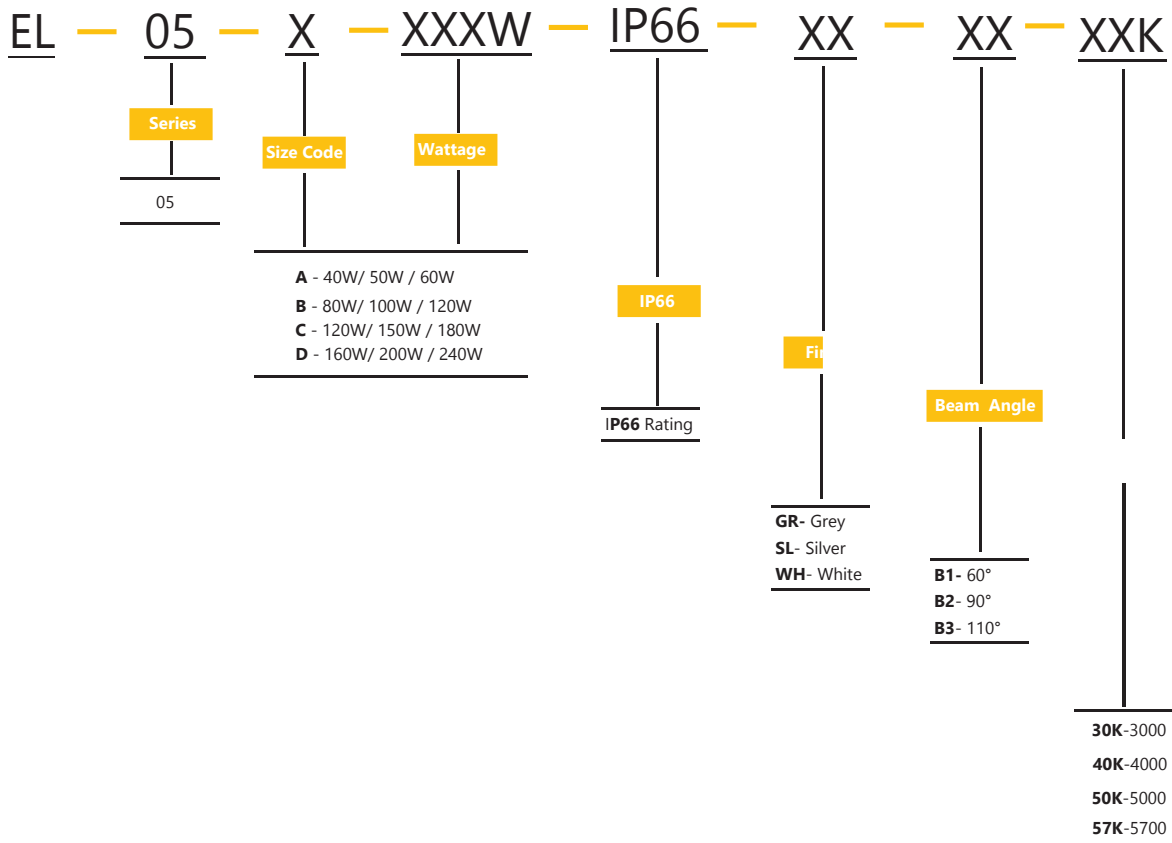 EL — 05 — X — XXXW — IP66 — XX — XX — XXK
Series
05
Size Code
Wattage
A - 40W/ 50W / 60W
B - 80W/ 100W / 120W
C - 120W/ 150W / 180W
D - 160W/ 200W / 240W
IP66
IP66 Rating
Fin
GR- Grey
SL- Silver
WH- White
Beam Angle
B1- 60°
B2- 90°
B3- 110°
30K-3000
40K-4000
50K-5000
57K-5700